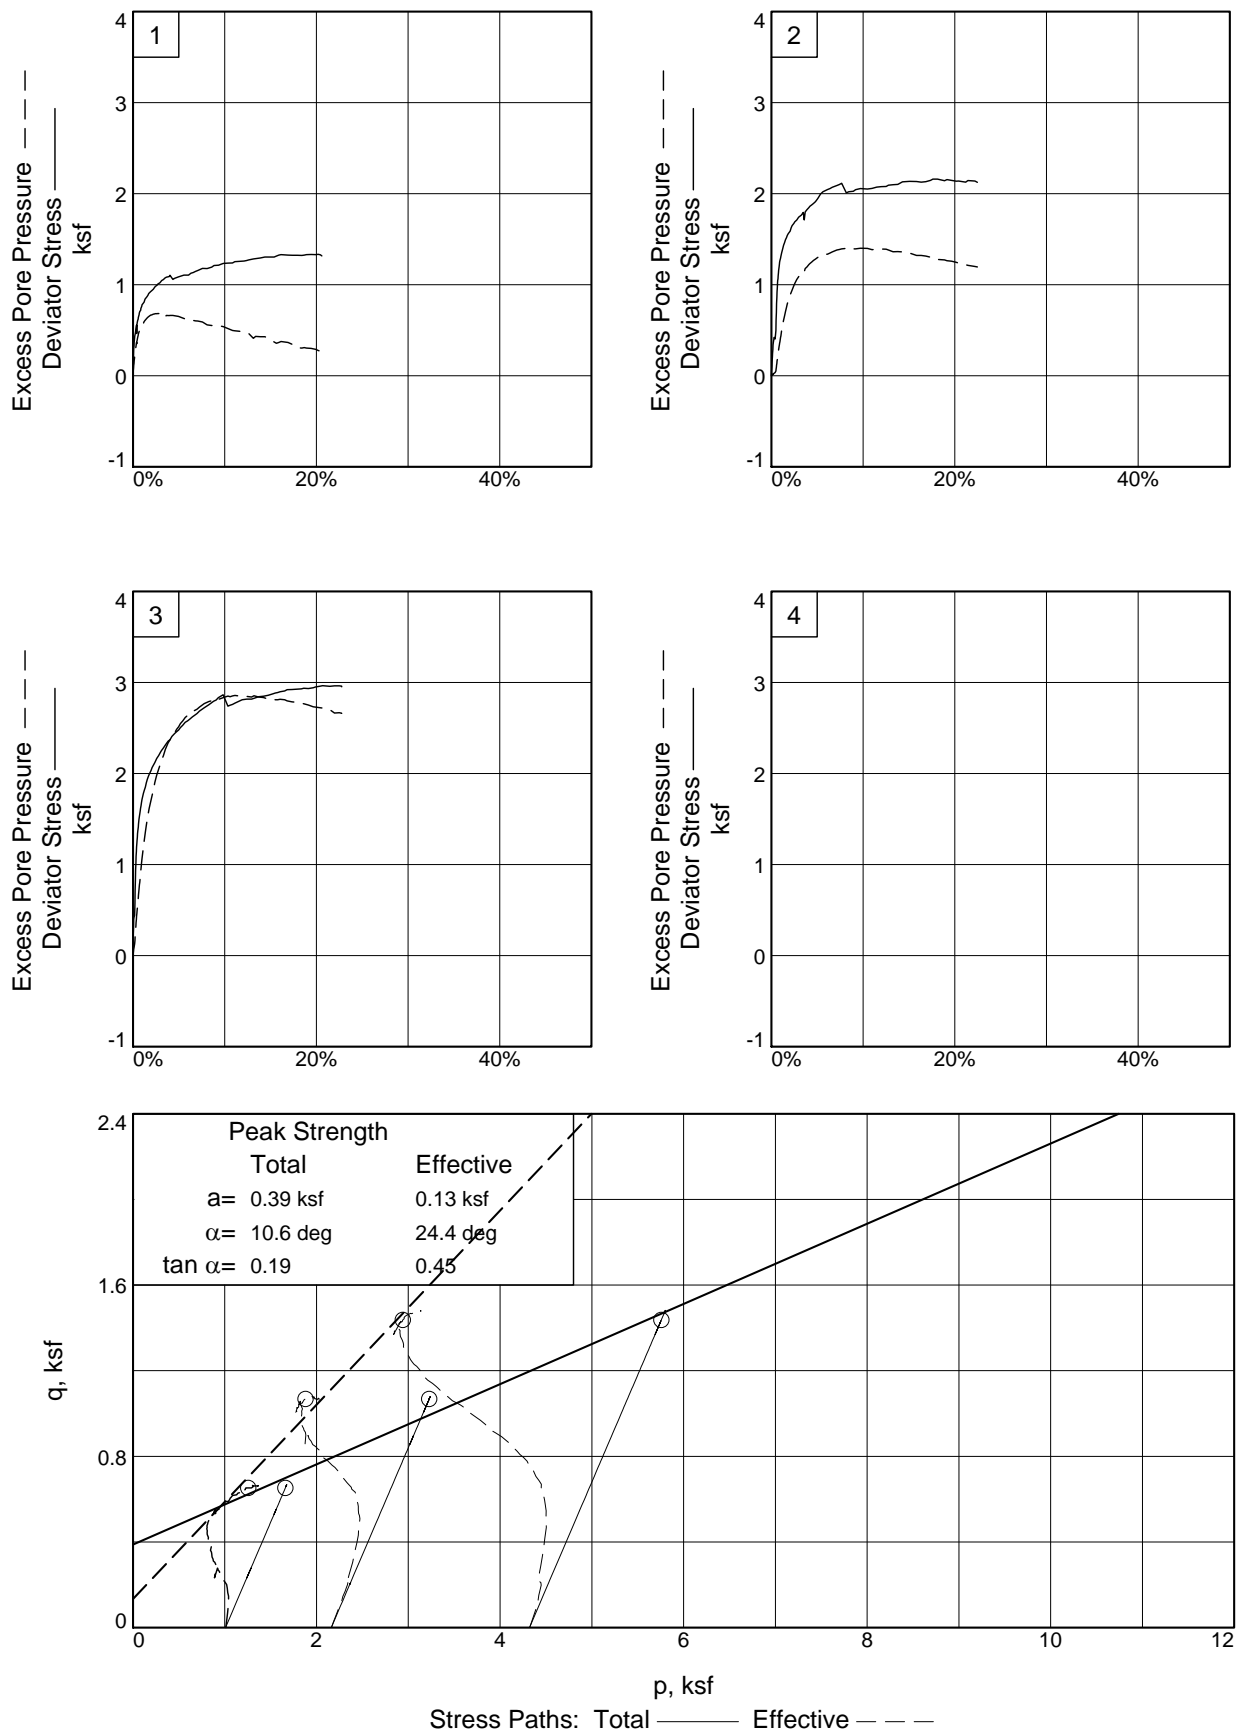 1
4
3
2
1
0
-1
0%
20%
40%
Excess Pore Pressure
Deviator Stress
ksf
2
4
3
2
1
0
-1
0%
20%
40%
Excess Pore Pressure
Deviator Stress
ksf
3
4
3
2
1
0
-1
0%
20%
40%
Excess Pore Pressure
Deviator Stress
ksf
4
4
3
2
1
0
-1
0%
20%
40%
Excess Pore Pressure
Deviator Stress
ksf
Peak Strength
Total Effective
a= 0.39 ksf 0.13 ksf
α= 10.6 deg 24.4 deg
tan α= 0.19 0.45
2.4
1.6
0.8
0
q, ksf
0 2 4 6 8 10 12
p, ksf
Stress Paths: Total Effective